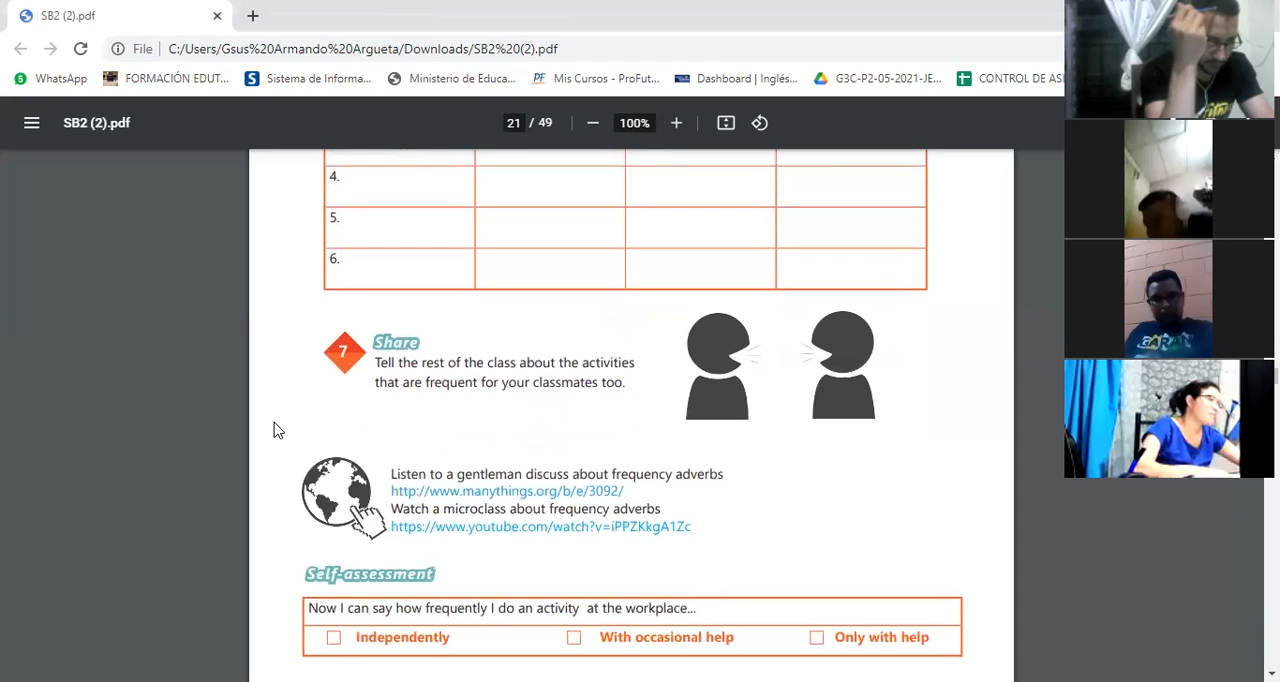 SB2 (2).pdf
File C:/Users/Gsus%20Armando%20Argueta/Downloads/SB2%20(2).pdf
WhatsApp FORMACIÓN EDUT... Sistema de Informa... Ministerio de Educa... Mis Cursos - ProFut... Dashboard | Inglés,... G3C-P2-05-2021-JE... CONTROL DE ASI
SB2 (2).pdf 21 / 49 100%
4.
5.
6.
7 Share
Tell the rest of the class about the activities
that are frequent for your classmates too.
Listen to a gentleman discuss about frequency adverbs
http://www.manythings.org/b/e/3092/
Watch a microclass about frequency adverbs
https://www.youtube.com/watch?v=iPPZKkgA1Zc
Self-assessment
Now I can say how frequently I do an activity at the workplace...
Independently With occasional help Only with help